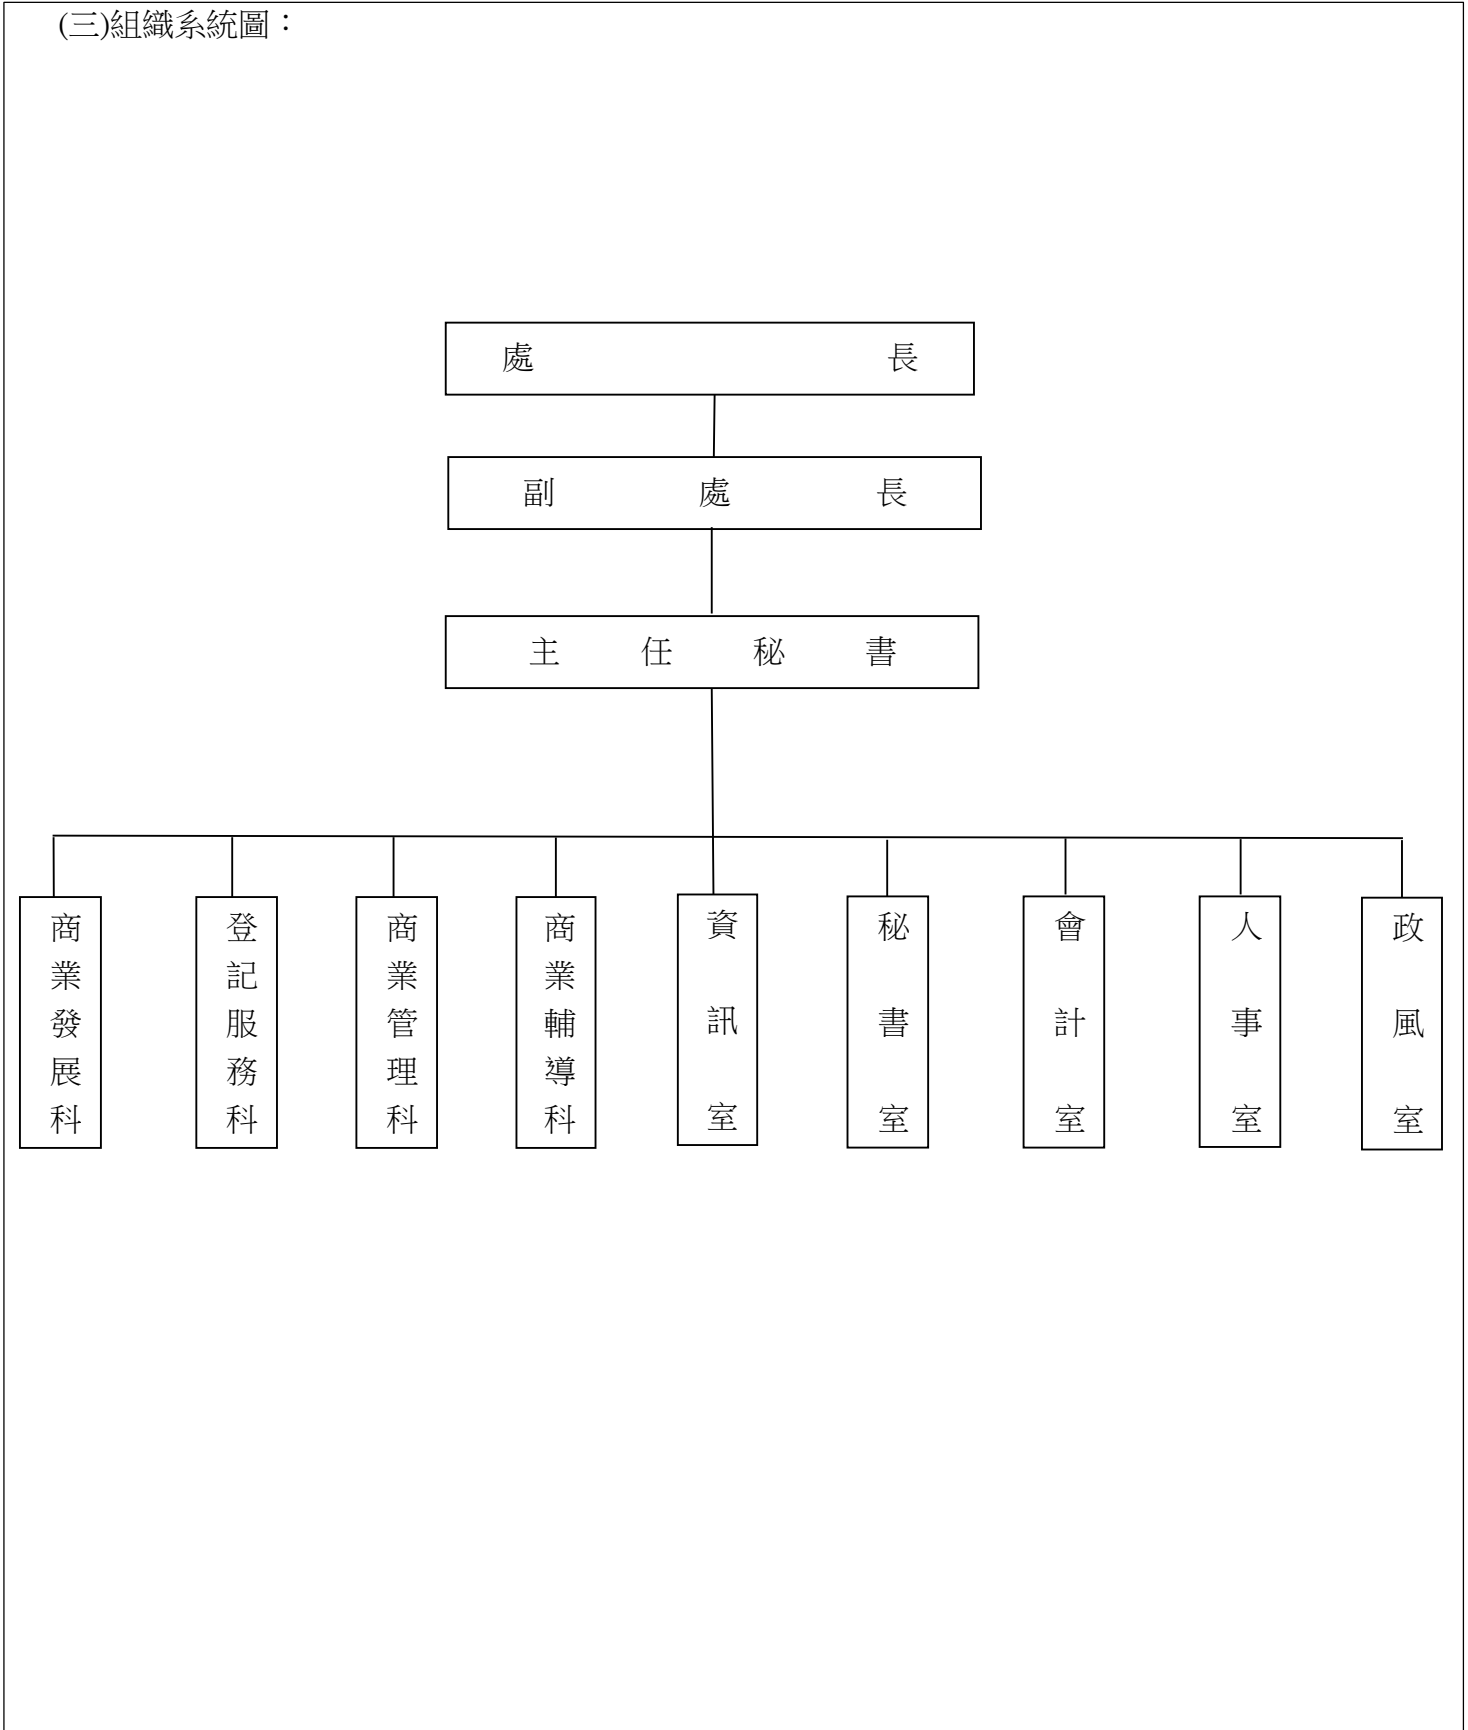 (三)組織系統圖：
處長
副處長
主任秘書
商業發展科
登記服務科
商業管理科
商業輔導科
資訊室
秘書室
會計室
人事室
政風室